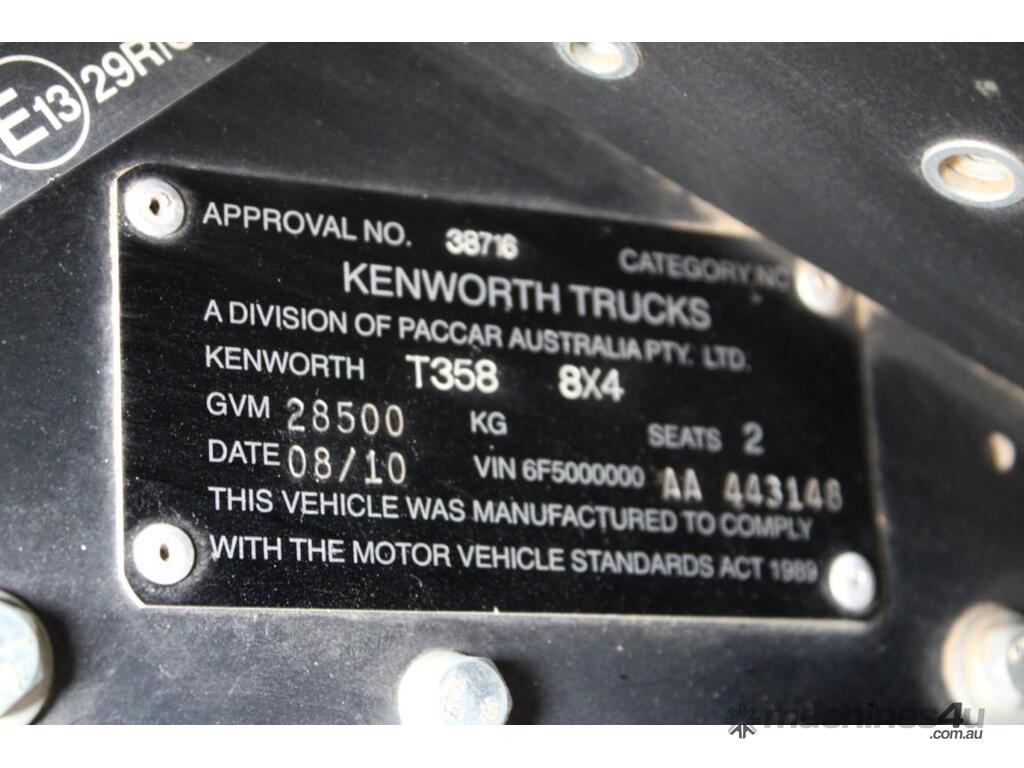 E13 29RI
APPROVAL NO. 38716 CATEGORY NC
KENWORTH TRUCKS
A DIVISION OF PACCAR AUSTRALIA PTY. LTD.
KENWORTH T358 8X4
GVM 28500 KG SEATS 2
DATE 08/10 VIN 6F5000000 AA 443148
THIS VEHICLE WAS MANUFACTURED TO COMPLY
WITH THE MOTOR VEHICLE STANDARDS ACT 1989
machines4u
.com.au